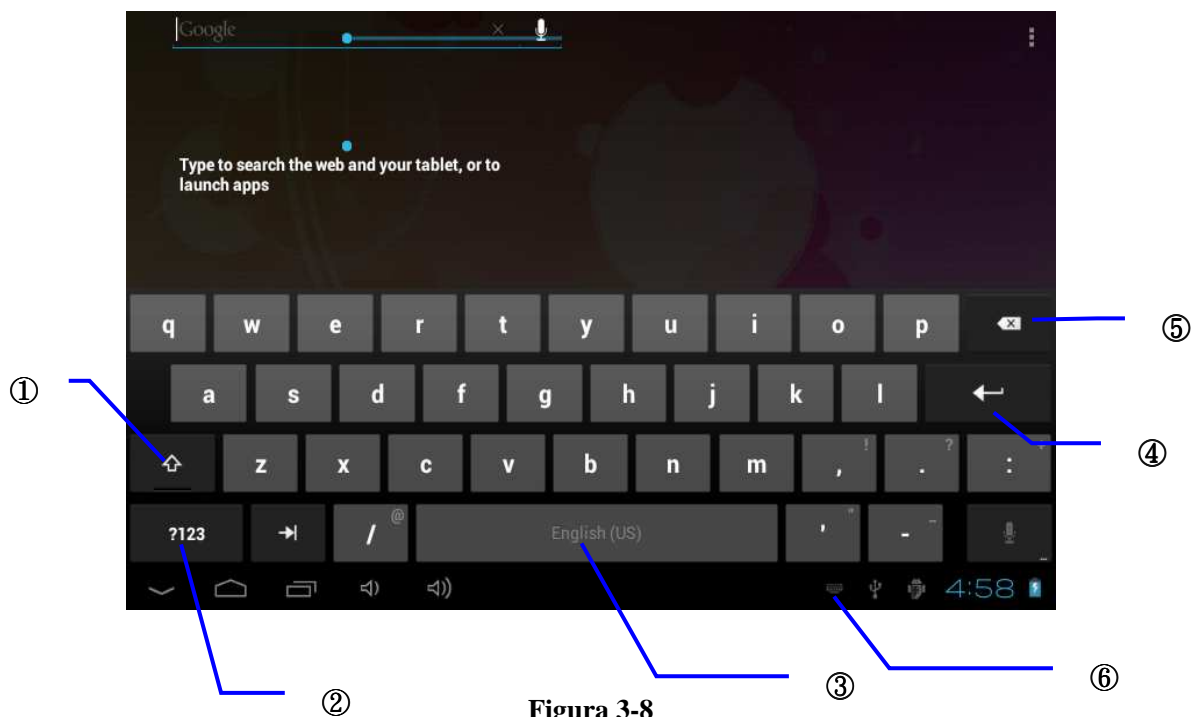 Google
Type to search the web and your tablet, or to
launch apps
q w e r t y u i o p
⑤
① a s d f g h j k l
④
z x c v b n m , ! . ? :
?123 / @ English (US) ' " - _
4:58
② ③ ⑥
Figura 3-8